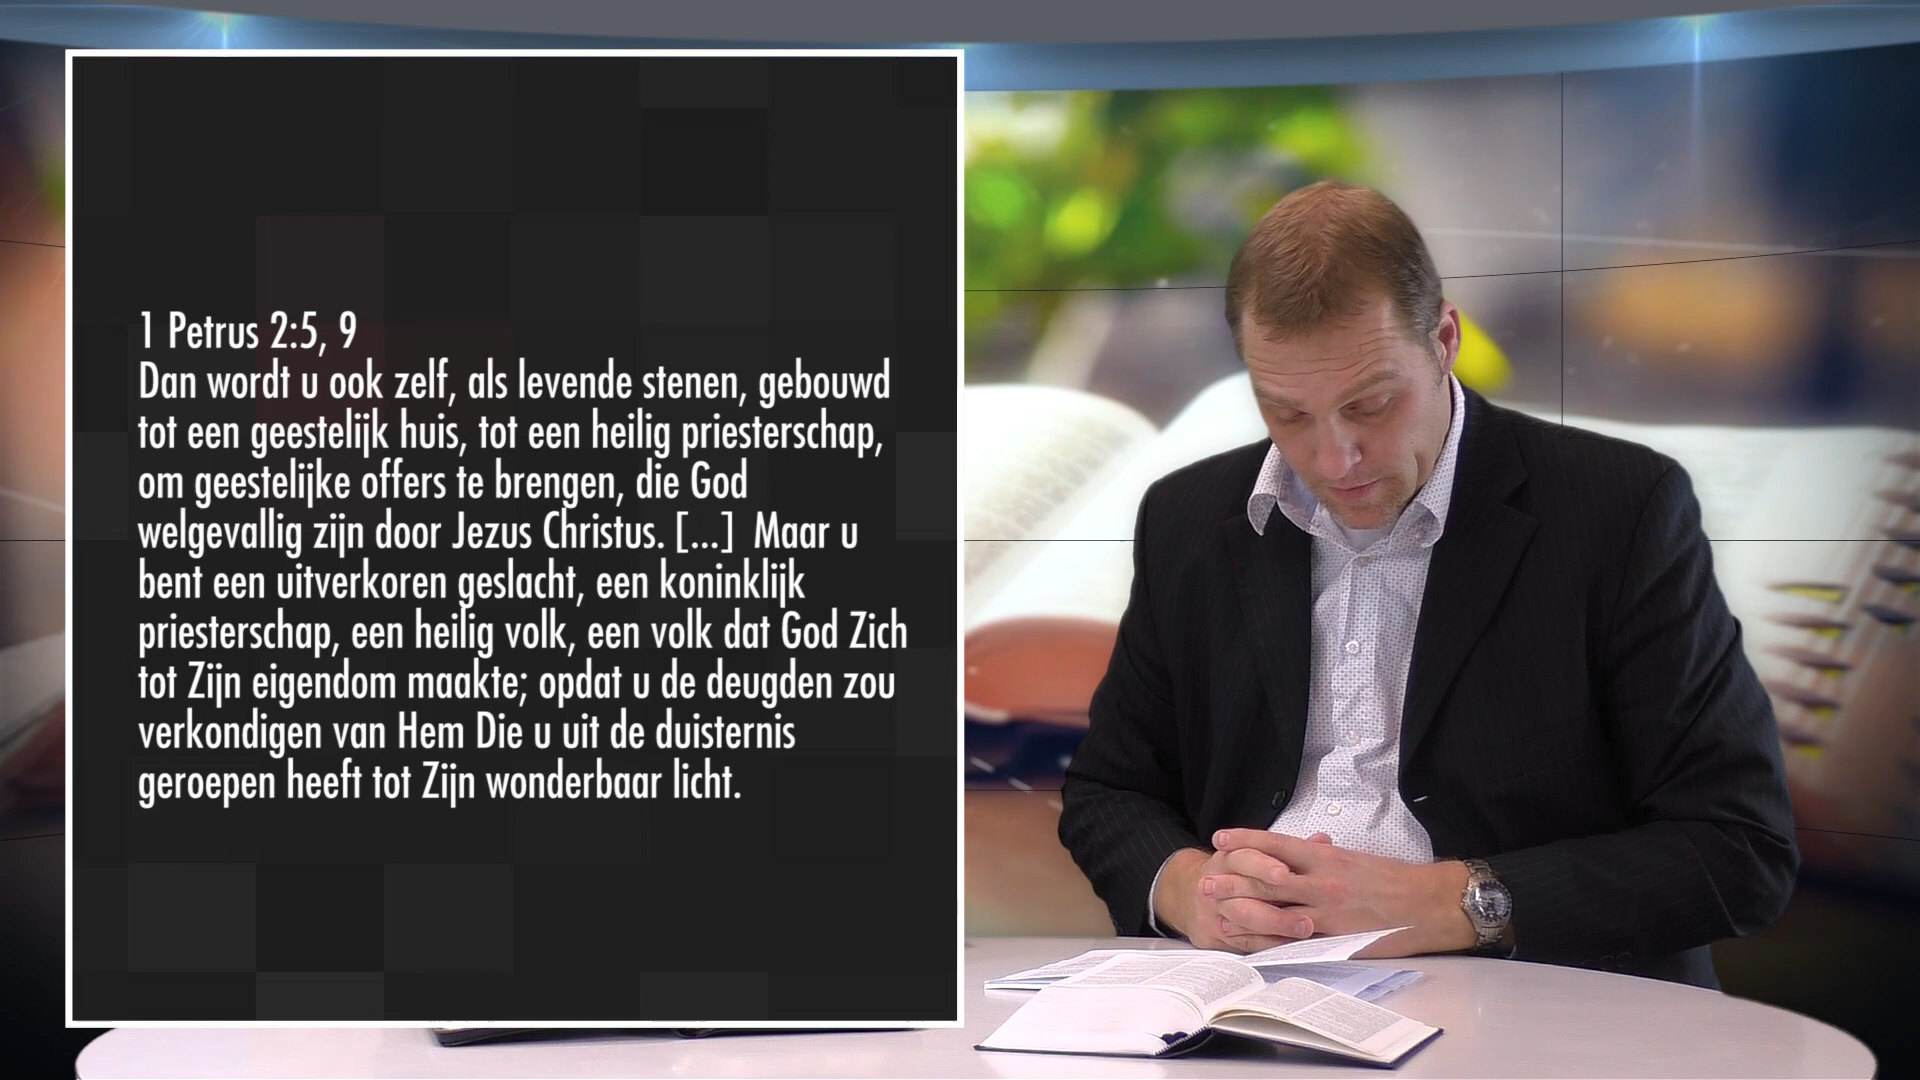 1 Petrus 2:5, 9
Dan wordt u ook zelf, als levende stenen, gebouwd
tot een geestelijk huis, tot een heilig priesterschap,
om geestelijke offers te brengen, die God
welgevallig zijn door Jezus Christus. [...]  Maar u
bent een uitverkoren geslacht, een koninklijk
priesterschap, een heilig volk, een volk dat God Zich
tot Zijn eigendom maakte; opdat u de deugden zou
verkondigen van Hem Die u uit de duisternis
geroepen heeft tot Zijn wonderbaar licht.